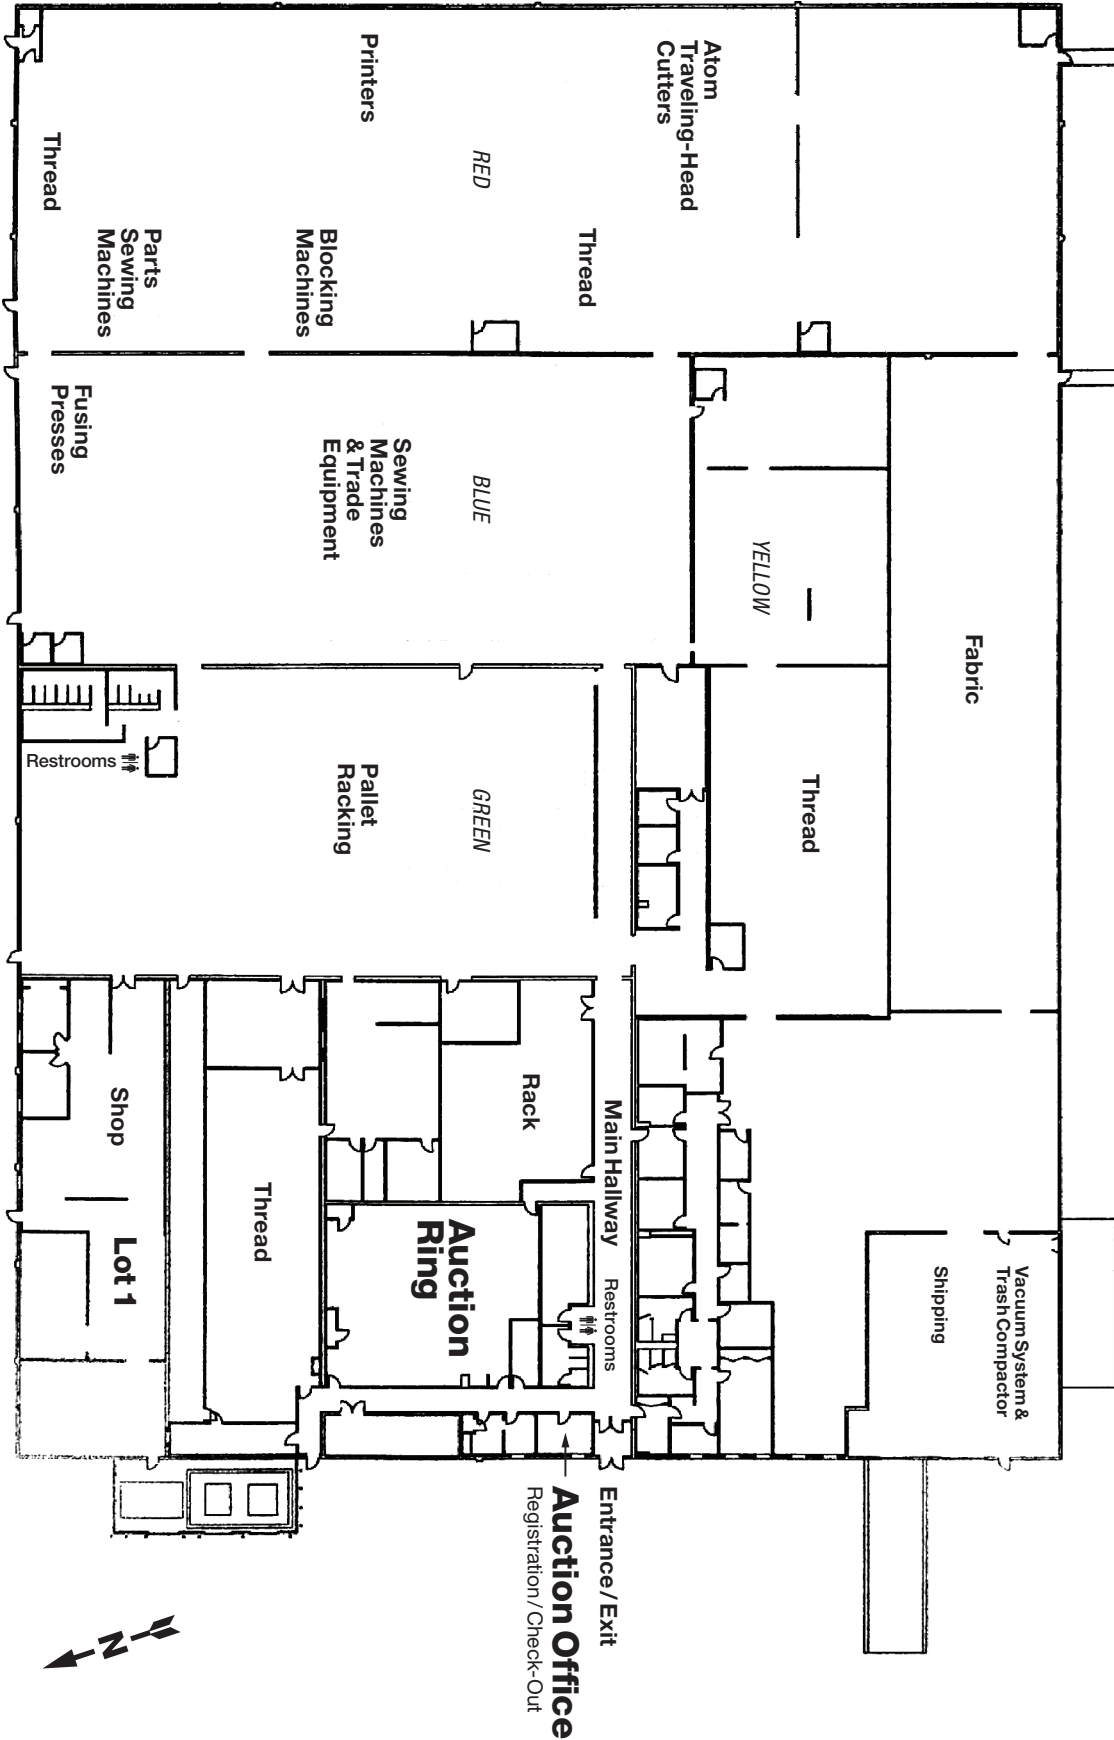 Printers
Atom
Traveling-Head
Cutters
RED
Thread
Thread
Parts
Sewing
Machines
Blocking
Machines
Fusing
Presses
Sewing
Machines
& Trade
Equipment
BLUE
YELLOW
Fabric
Restrooms
Pallet
Racking
GREEN
Thread
Shop
Lot 1
Thread
Rack
Auction
Ring
Main Hallway
Restrooms
Shipping
Vacuum System &
Trash Compactor
Entrance/Exit
Auction Office
Registration/Check-Out
N